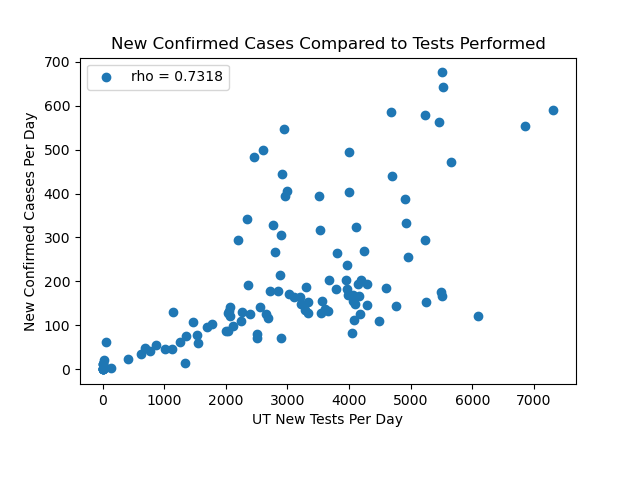 New Confirmed Cases Compared to Tests Performed
rho = 0.7318
New Confirmed Caeses Per Day
700
600
500
400
300
200
100
0
0 1000 2000 3000 4000 5000 6000 7000
UT New Tests Per Day